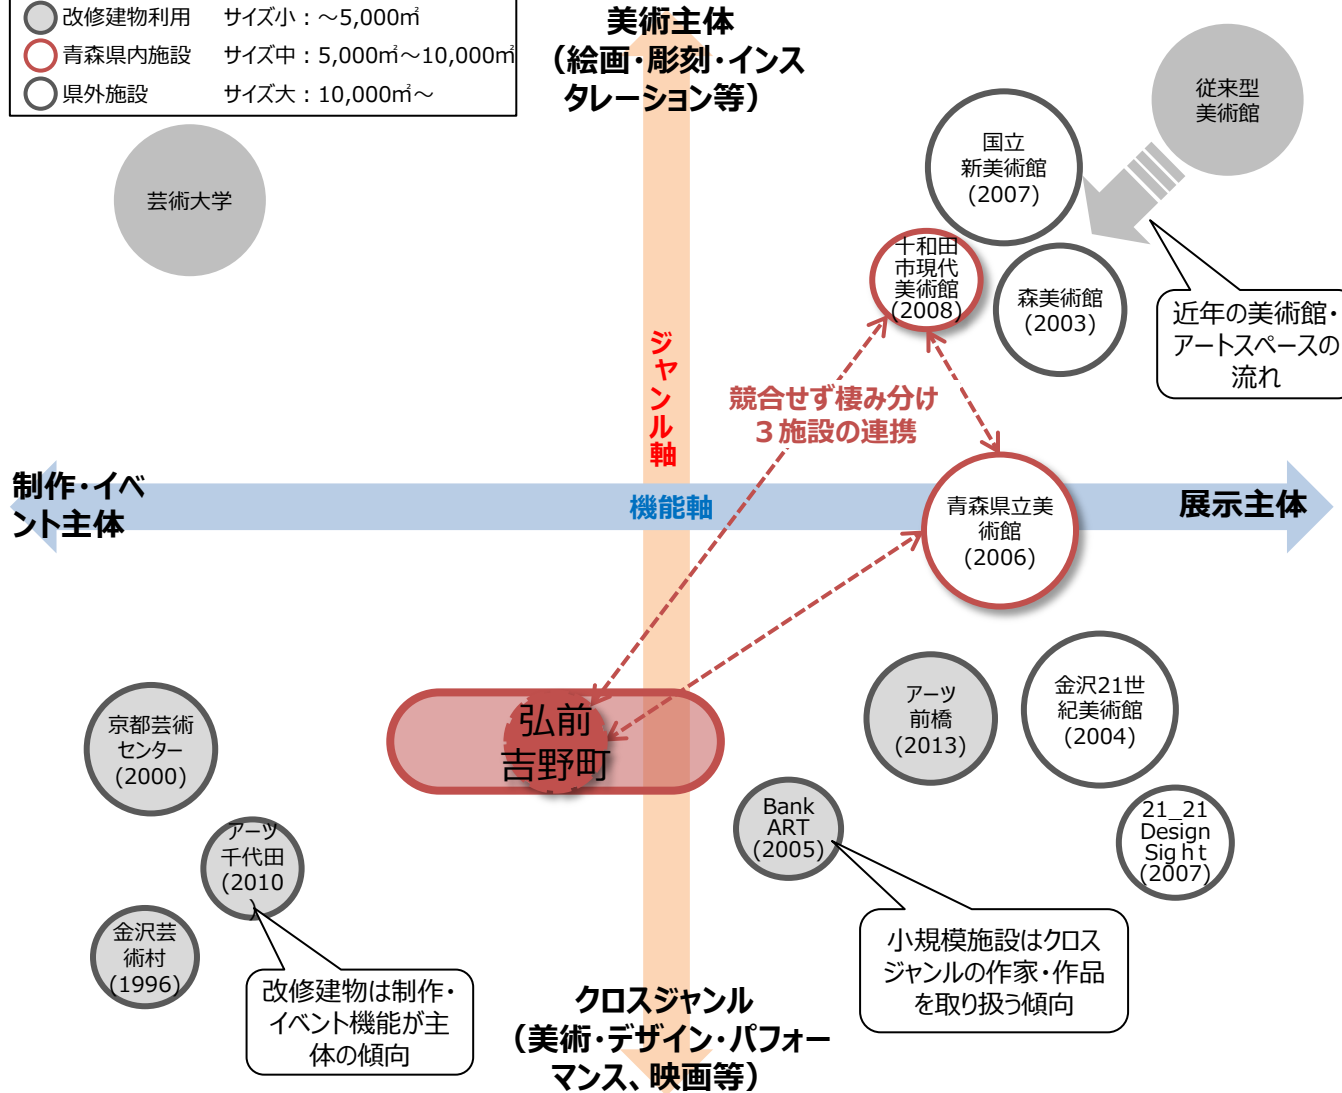 改修建物利用 サイズ小：～5,000㎡
青森県内施設 サイズ中：5,000㎡～10,000㎡
県外施設 サイズ大：10,000㎡～
美術主体
（絵画・彫刻・インス
タレーション等）
従来型
美術館
国立
新美術館
(2007)
芸術大学
十和田
市現代
美術館
(2008)
森美術館
(2003)
近年の美術館・
アートスペースの
流れ
ジャンル軸
競合せず棲み分け
３施設の連携
制作・イベ
ント主体
機能軸
展示主体
青森県立美
術館
(2006)
弘前
吉野町
アーツ
前橋
(2013)
金沢21世
紀美術館
(2004)
京都芸術
センター
(2000)
Bank
ART
(2005)
21_21
Design
Sight
(2007)
アーツ
千代田
(2010
)
金沢芸
術村
(1996)
改修建物は制作・
イベント機能が主
体の傾向
小規模施設はクロス
ジャンルの作家・作品
を取り扱う傾向
クロスジャンル
（美術・デザイン・パフォー
マンス、映画等）